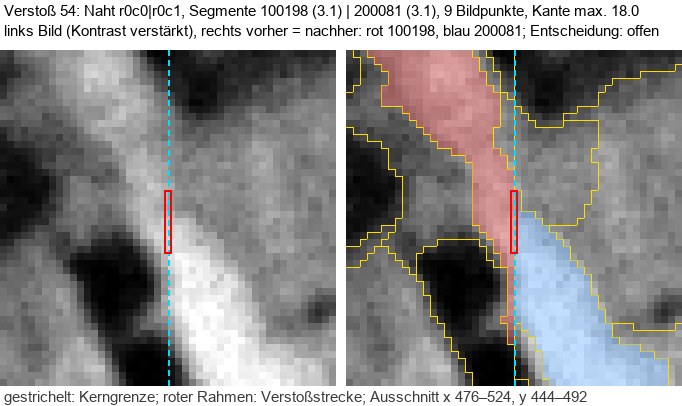 Verstoß 54: Naht r0c0|r0c1, Segmente 100198 (3.1) | 200081 (3.1), 9 Bildpunkte, Kante max. 18.0
links Bild (Kontrast verstärkt), rechts vorher = nachher: rot 100198, blau 200081; Entscheidung: offen
gestrichelt: Kerngrenze; roter Rahmen: Verstoßstrecke; Ausschnitt x 476–524, y 444–492